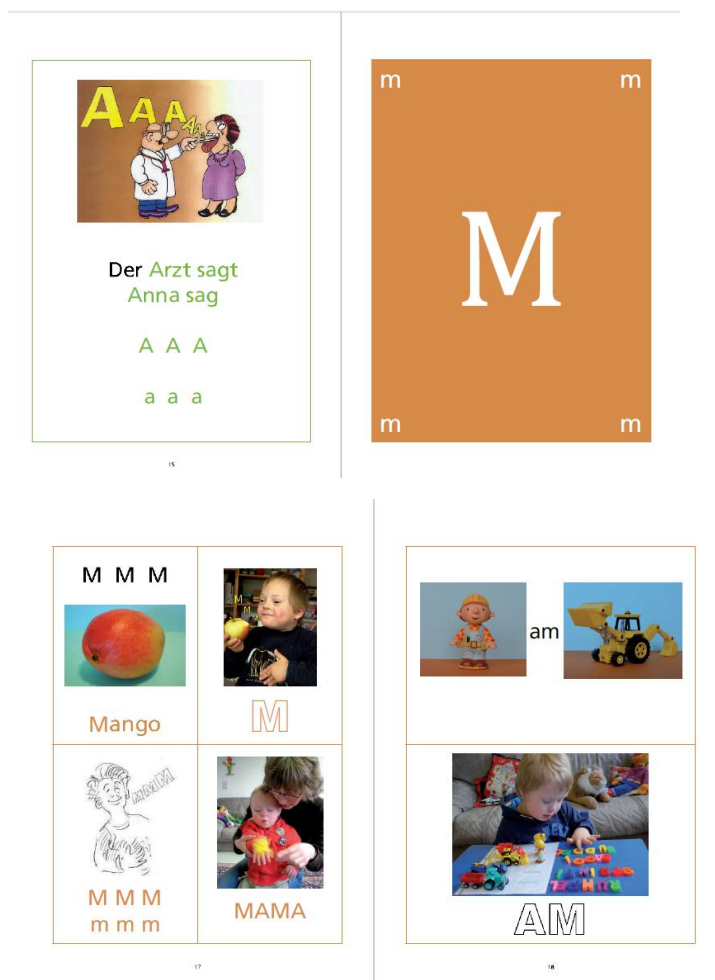 A A A A A A
Der Arzt sagt
Anna sag
A A A
a a a
15
m m
M
m m
M M M
Mango
M M
M
M M M
M M M
m m m
MAMA
17
am
AM
18